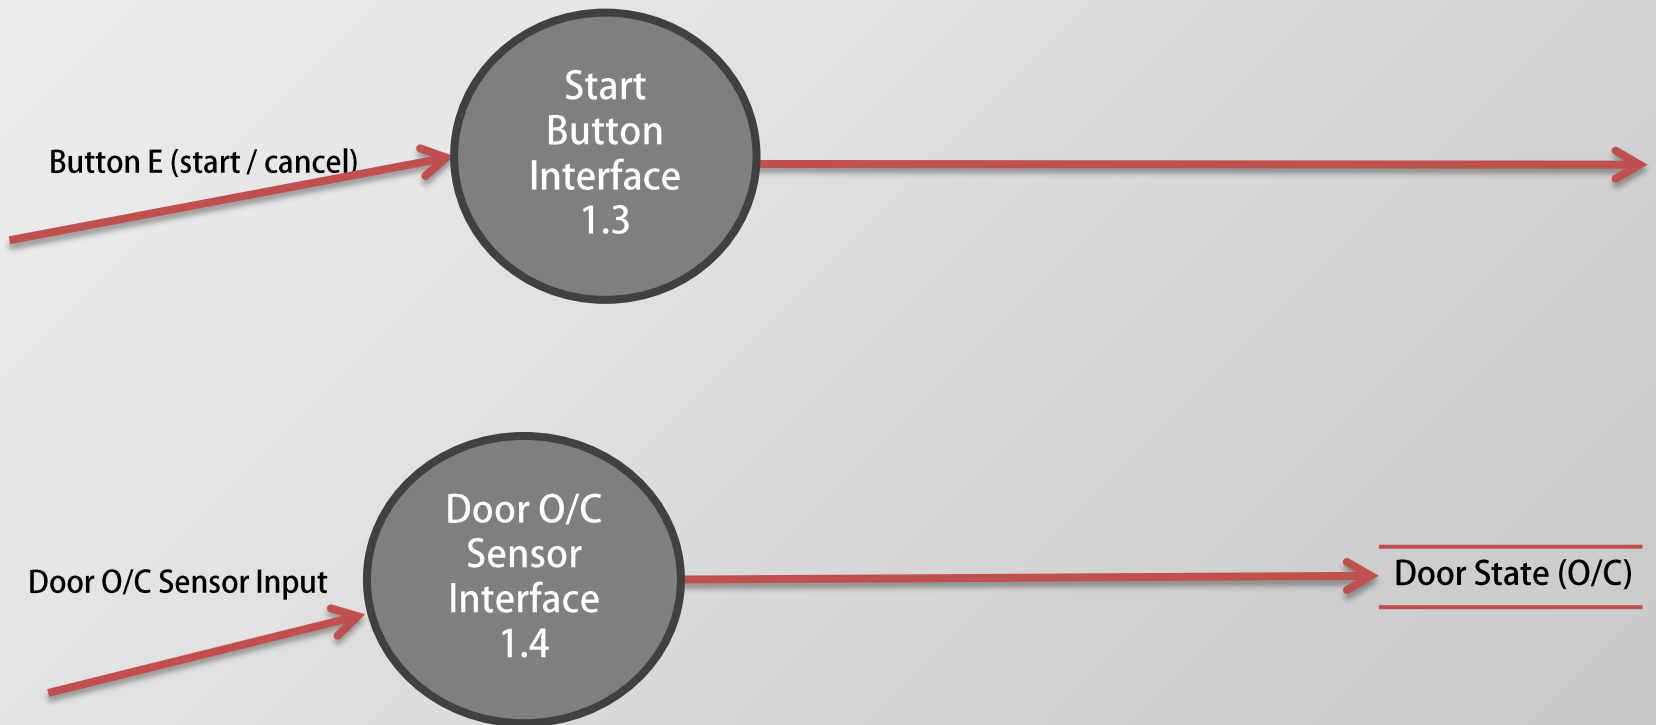 Start
Button
Interface
1.3
Button E (start / cancel)
Door O/C
Sensor
Interface
1.4
Door O/C Sensor Input
Door State (O/C)